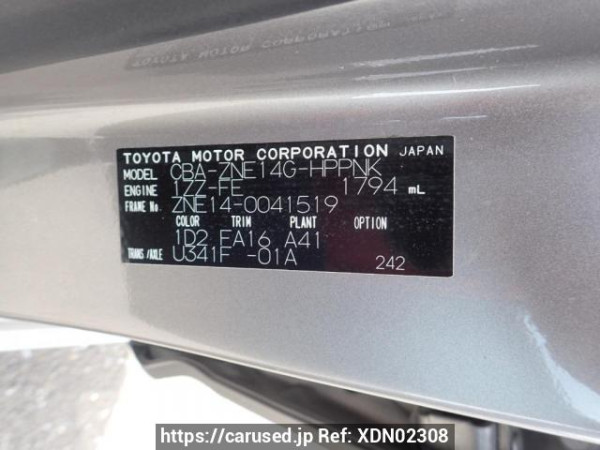 TOYOTA MOTOR CORPORATION JAPAN
MODEL CBA-ZNE14G-HPPNK
ENGINE 1ZZ-FE 1794 mL
FRAME No. ZNE14-0041519
COLOR TRIM PLANT OPTION
1D2 EA16 A41
TRANS/AXLE U341F -01A 242
https://carused.jp Ref: XDN02308